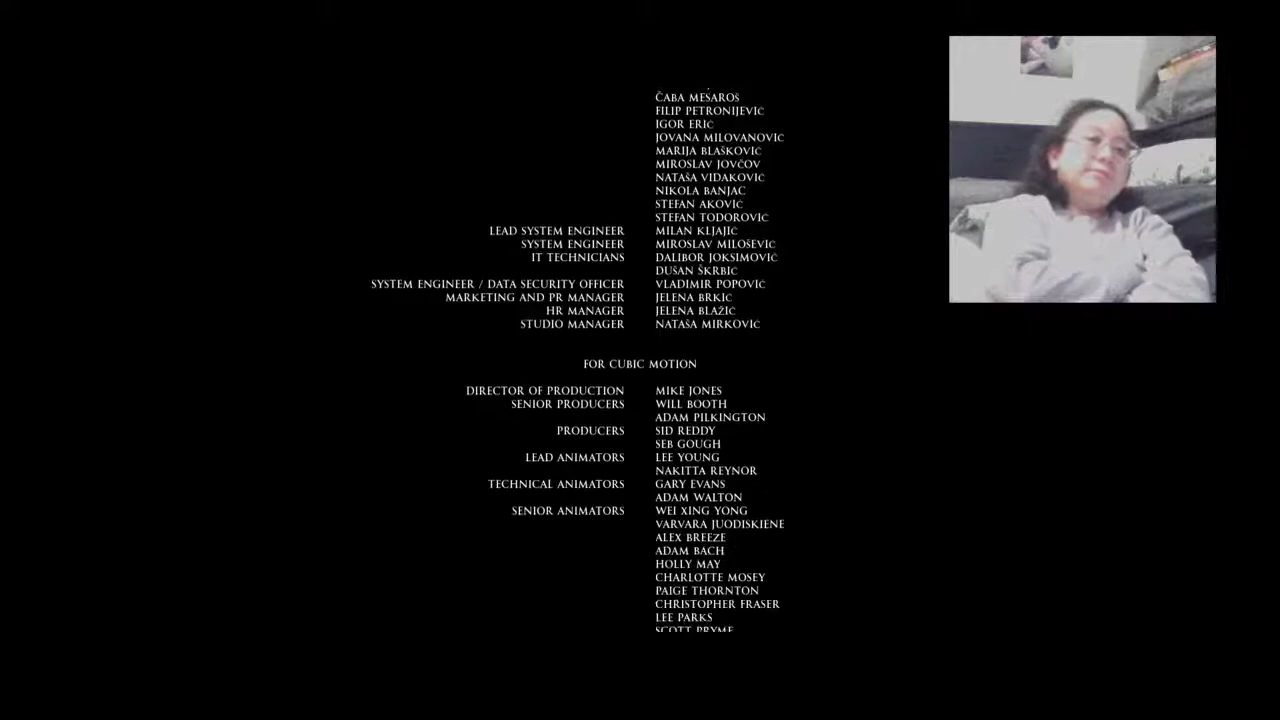 ČABA MEŠAROŠ
FILIP PETRONIJEVIĆ
IGOR ERIĆ
JOVANA MILOVANOVIĆ
MARIJA BLAŠKOVIĆ
MIROSLAV JOVČOV
NATAŠA VIDAKOVIĆ
NIKOLA BANJAC
STEFAN AKOVIĆ
STEFAN TODOROVIĆ
LEAD SYSTEM ENGINEER MILAN KLJAJIĆ
SYSTEM ENGINEER MIROSLAV MILOŠEVIĆ
IT TECHNICIANS DALIBOR JOKSIMOVIĆ
DUŠAN ŠKRBIĆ
SYSTEM ENGINEER / DATA SECURITY OFFICER VLADIMIR POPOVIĆ
MARKETING AND PR MANAGER JELENA BRKIĆ
HR MANAGER JELENA BLAŽIĆ
STUDIO MANAGER NATAŠA MIRKOVIĆ
FOR CUBIC MOTION
DIRECTOR OF PRODUCTION MIKE JONES
SENIOR PRODUCERS WILL BOOTH
ADAM PILKINGTON
PRODUCERS SID REDDY
SEB GOUGH
LEAD ANIMATORS LEE YOUNG
NAKITTA REYNOR
TECHNICAL ANIMATORS GARY EVANS
ADAM WALTON
SENIOR ANIMATORS WEI XING YONG
VARVARA JUODISKIENE
ALEX BREEZE
ADAM BACH
HOLLY MAY
CHARLOTTE MOSEY
PAIGE THORNTON
CHRISTOPHER FRASER
LEE PARKS
SCOTT PRYME